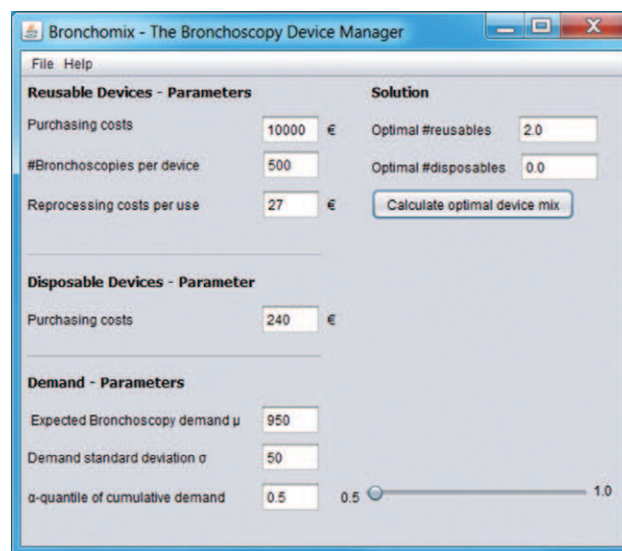 Bronchomix - The Bronchoscopy Device Manager
File Help
Reusable Devices - Parameters
Purchasing costs 10000 €
#Bronchoscopies per device 500
Reprocessing costs per use 27 €
Solution
Optimal #reusables 2.0
Optimal #disposables 0.0
Calculate optimal device mix
Disposable Devices - Parameter
Purchasing costs 240 €
Demand - Parameters
Expected Bronchoscopy demand μ 950
Demand standard deviation σ 50
α-quantile of cumulative demand 0.5 0.5 1.0